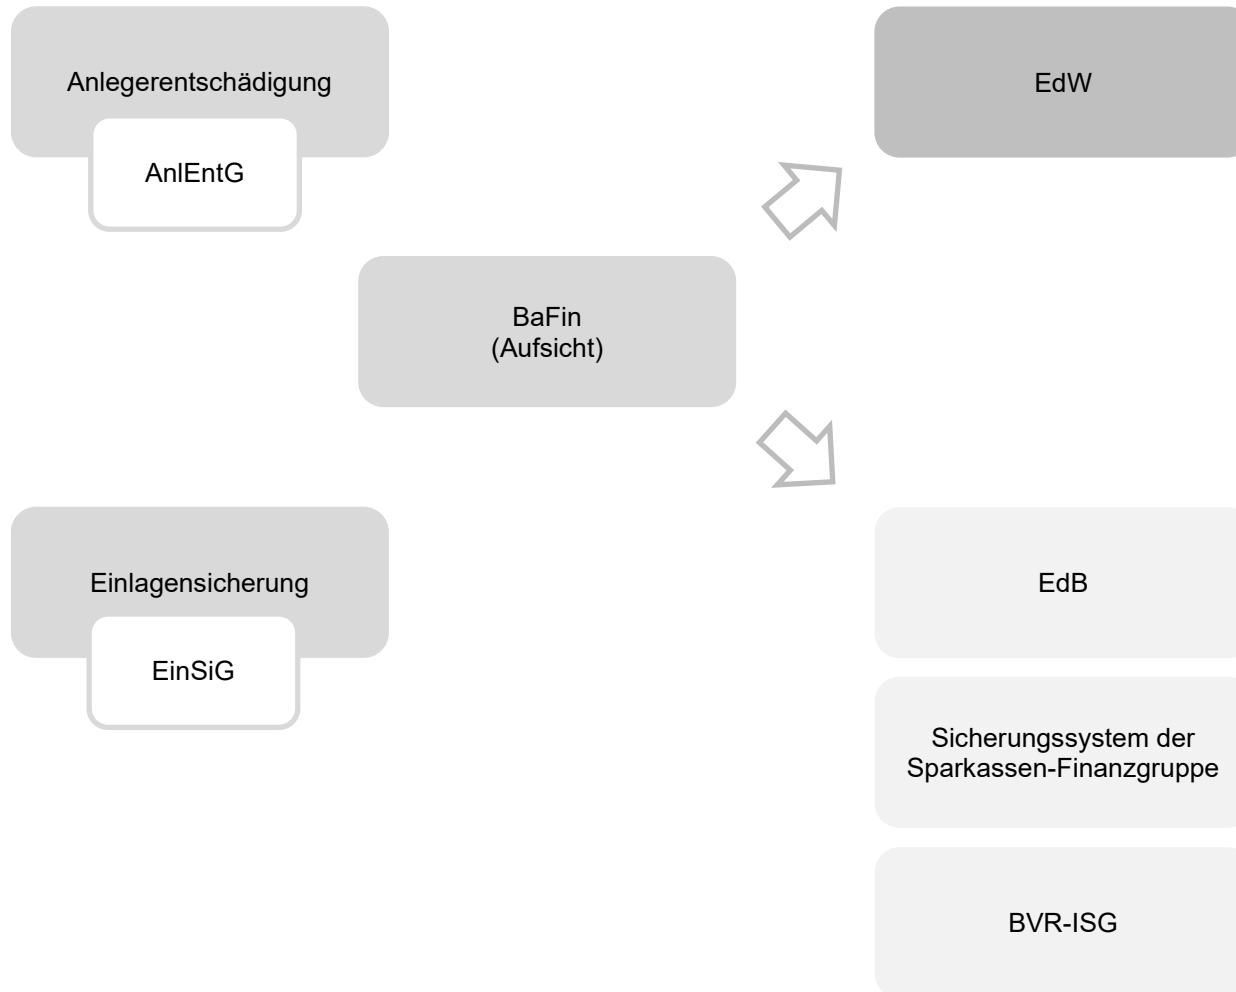 Anlegerentschädigung
AnlEntG
EdW
BaFin
(Aufsicht)
Einlagensicherung
EinSiG
EdB
Sicherungssystem der
Sparkassen-Finanzgruppe
BVR-ISG